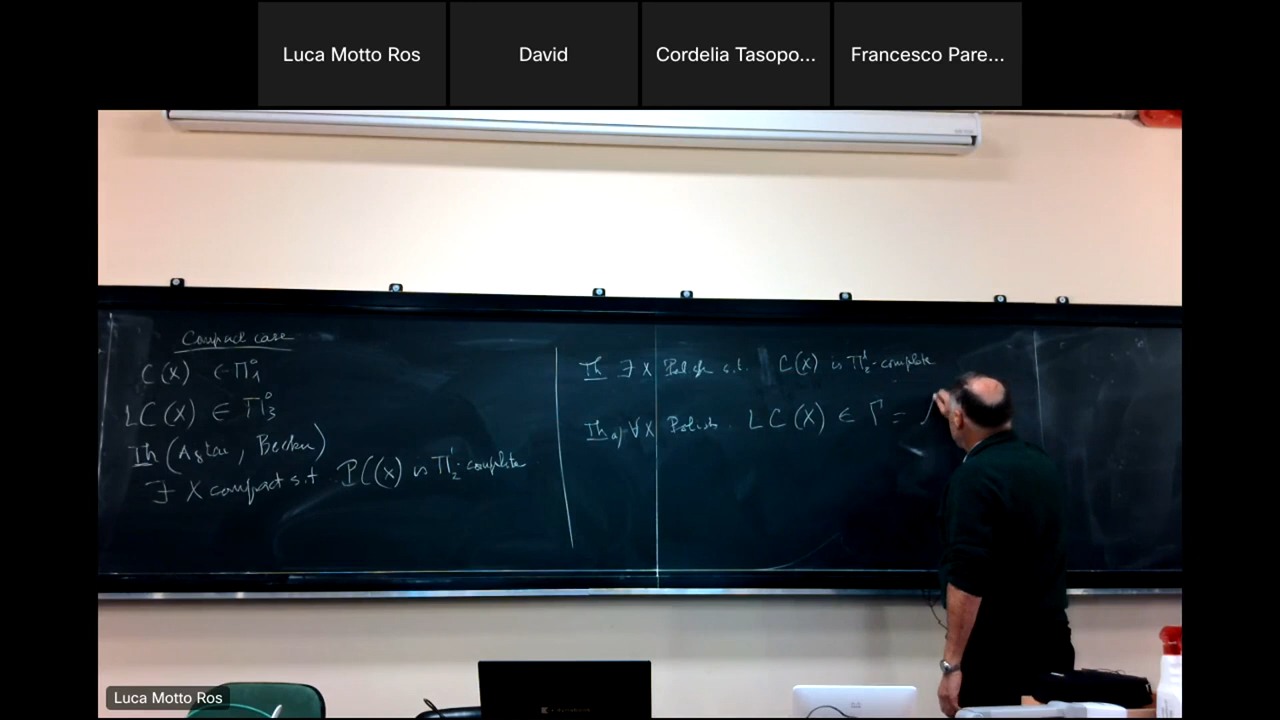 Luca Motto Ros
David
Cordelia Tasopo...
Francesco Pare...
Compact case
C(X) ∈ Π⁰₁
LC(X) ∈ Π⁰₃
Th (Becker)
∃ X compact s.t. PC(X) is Π¹₂-complete
Th ∃ X Polish s.t. C(X) is Π¹₂-complete
Th a) ∀X Polish. LC(X) ∈ Γ =
Luca Motto Ros